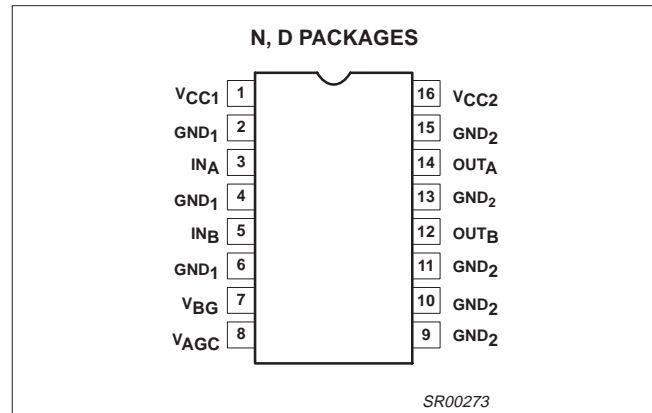 N, D PACKAGES
VCC1 1 16 VCC2
GND1 2 15 GND2
INA 3 14 OUTA
GND1 4 13 GND2
INB 5 12 OUTB
GND1 6 11 GND2
VBG 7 10 GND2
VAGC 8 9 GND2
SR00273